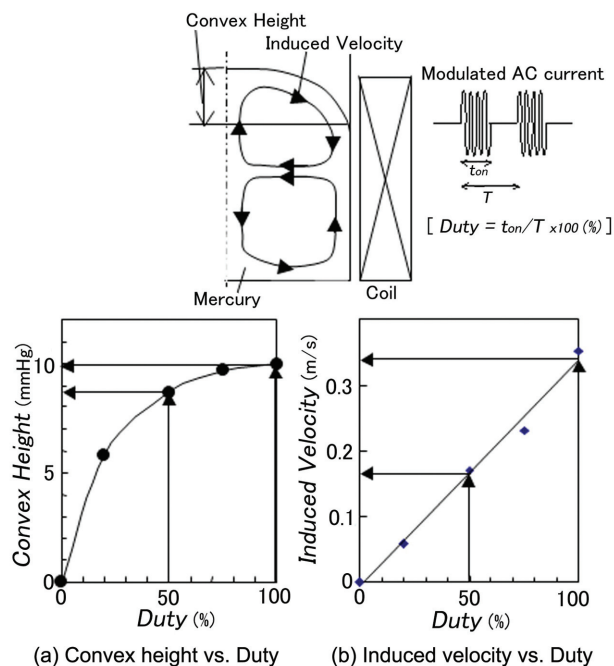 Convex Height
Induced Velocity
Modulated AC current
ton
T
[ Duty = ton/T x100 (%) ]
Mercury
Coil
Convex Height (mmHg)
10
5
0
0
50
100
Duty (%)
(a) Convex height vs. Duty
Induced Velocity (m/s)
0.3
0.2
0.1
0
0
50
100
Duty (%)
(b) Induced velocity vs. Duty